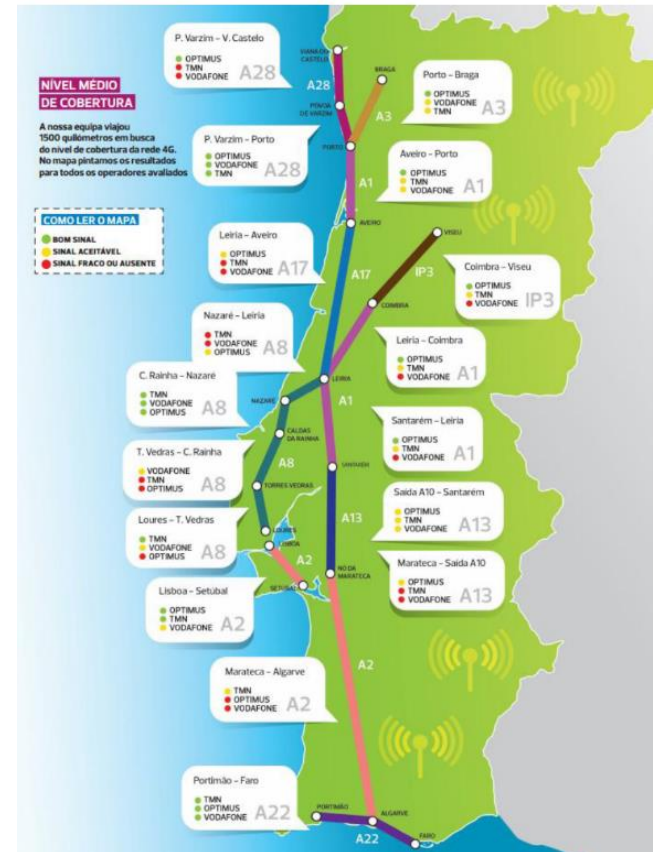 NÍVEL MÉDIO
DE COBERTURA
A nossa equipa viajou
1500 quilómetros em busca
do nível de cobertura da rede 4G.
No mapa pintamos os resultados
para todos os operadores avaliados
COMO LER O MAPA
BOM SINAL
SINAL ACEITÁVEL
SINAL FRACO OU AUSENTE
P. Varzim – V. Castelo
OPTIMUS
TMN
VODAFONE
A28
P. Varzim – Porto
OPTIMUS
VODAFONE
TMN
A28
Porto – Braga
OPTIMUS
VODAFONE
TMN
A3
Aveiro – Porto
OPTIMUS
TMN
VODAFONE
A1
Leiria – Aveiro
OPTIMUS
TMN
VODAFONE
A17
Coimbra – Viseu
OPTIMUS
TMN
VODAFONE
IP3
Nazaré – Leiria
TMN
VODAFONE
OPTIMUS
A8
Leiria – Coimbra
OPTIMUS
TMN
VODAFONE
A1
C. Rainha – Nazaré
TMN
VODAFONE
OPTIMUS
A8
Santarém – Leiria
OPTIMUS
TMN
VODAFONE
A1
T. Vedras – C. Rainha
VODAFONE
TMN
OPTIMUS
A8
Saída A10 – Santarém
OPTIMUS
TMN
VODAFONE
A13
Loures – T. Vedras
TMN
VODAFONE
OPTIMUS
A8
Marateca – Saída A10
OPTIMUS
TMN
VODAFONE
A13
Lisboa – Setúbal
OPTIMUS
TMN
VODAFONE
A2
Marateca – Algarve
TMN
OPTIMUS
VODAFONE
A2
Portimão – Faro
TMN
OPTIMUS
VODAFONE
A22
VIANA DO
CASTELO
A28
BRAGA
PÓVOA
DE VARZIM
A3
PORTO
A1
AVEIRO
VISEU
A17
IP3
COIMBRA
LEIRIA
NAZARÉ
A1
CALDAS
DA RAINHA
A8
SANTARÉM
TORRES VEDRAS
A13
LOURES
LISBOA
A2
SETÚBAL
NO DA
MARATECA
A2
PORTIMÃO
ALGARVE
A22
FARO